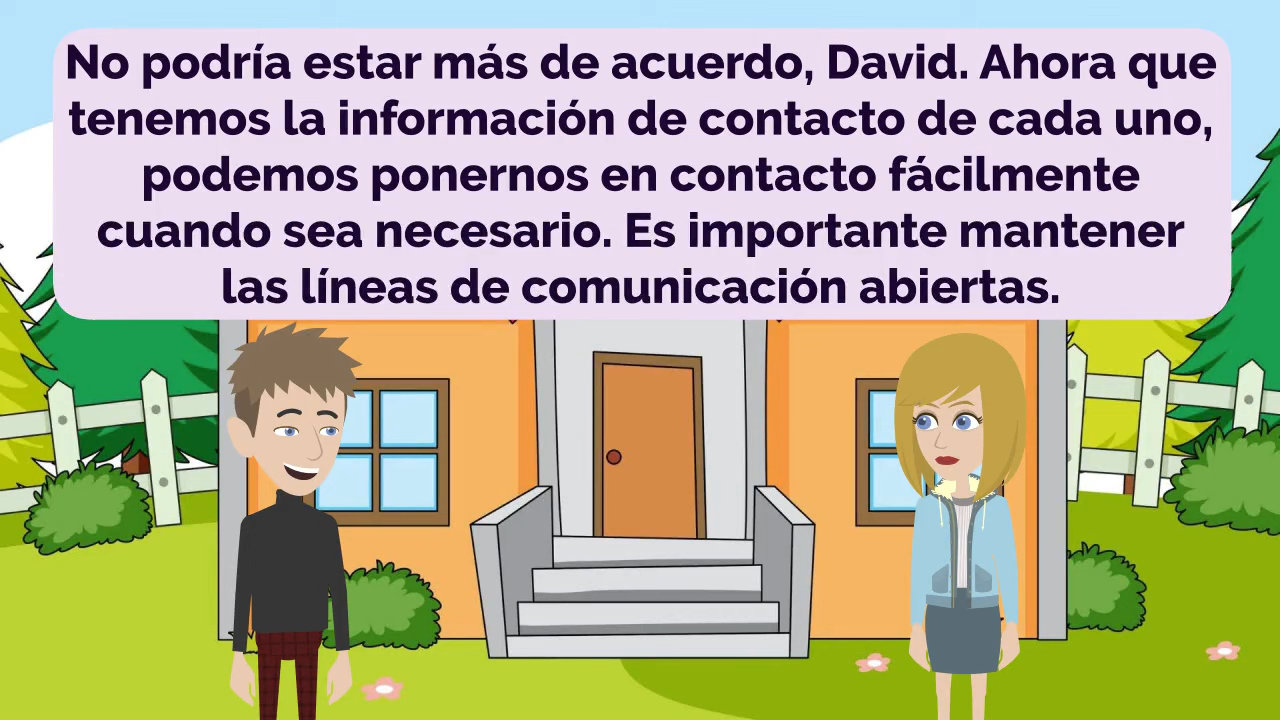 No podría estar más de acuerdo, David. Ahora que
tenemos la información de contacto de cada uno,
podemos ponernos en contacto fácilmente
cuando sea necesario. Es importante mantener
las líneas de comunicación abiertas.